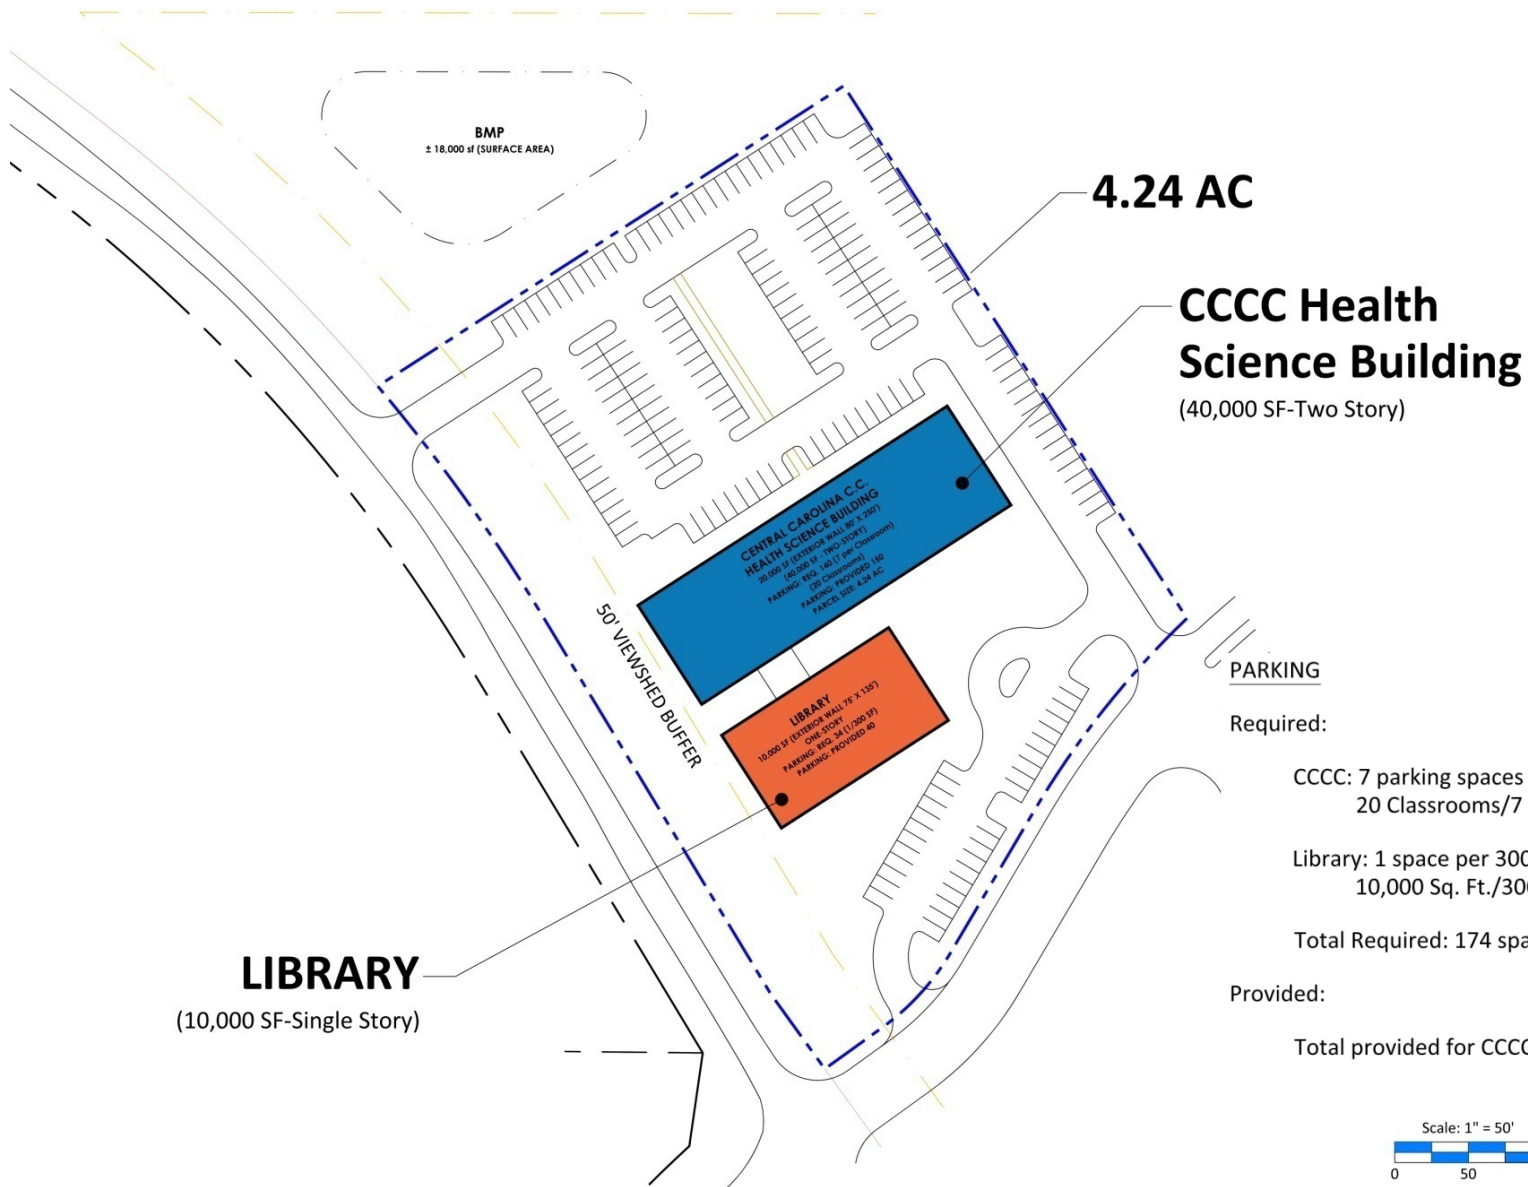 BMP
± 18,000 sf (SURFACE AREA)
4.24 AC
CCCC Health
Science Building
(40,000 SF-Two Story)
CENTRAL CAROLINA C.C.
HEALTH SCIENCE BUILDING
20,000 SF (EXTERIOR WALL 80' X 250')
(40,000 SF - TWO-STORY)
PARKING: REQ. 140 (7 per Classroom)
(20 Classrooms)
PARKING: PROVIDED 150
PARCEL SIZE: 4.24 AC
50' VIEWSHED BUFFER
LIBRARY
10,000 SF (EXTERIOR WALL 75' X 135')
ONE-STORY
PARKING: REQ. 34 (1/300 SF)
PARKING: PROVIDED 40
LIBRARY
(10,000 SF-Single Story)
PARKING
Required:
CCCC: 7 parking spaces
20 Classrooms/7
Library: 1 space per 300
10,000 Sq. Ft./300
Total Required: 174 spa
Provided:
Total provided for CCCC
Scale: 1" = 50'
0 50